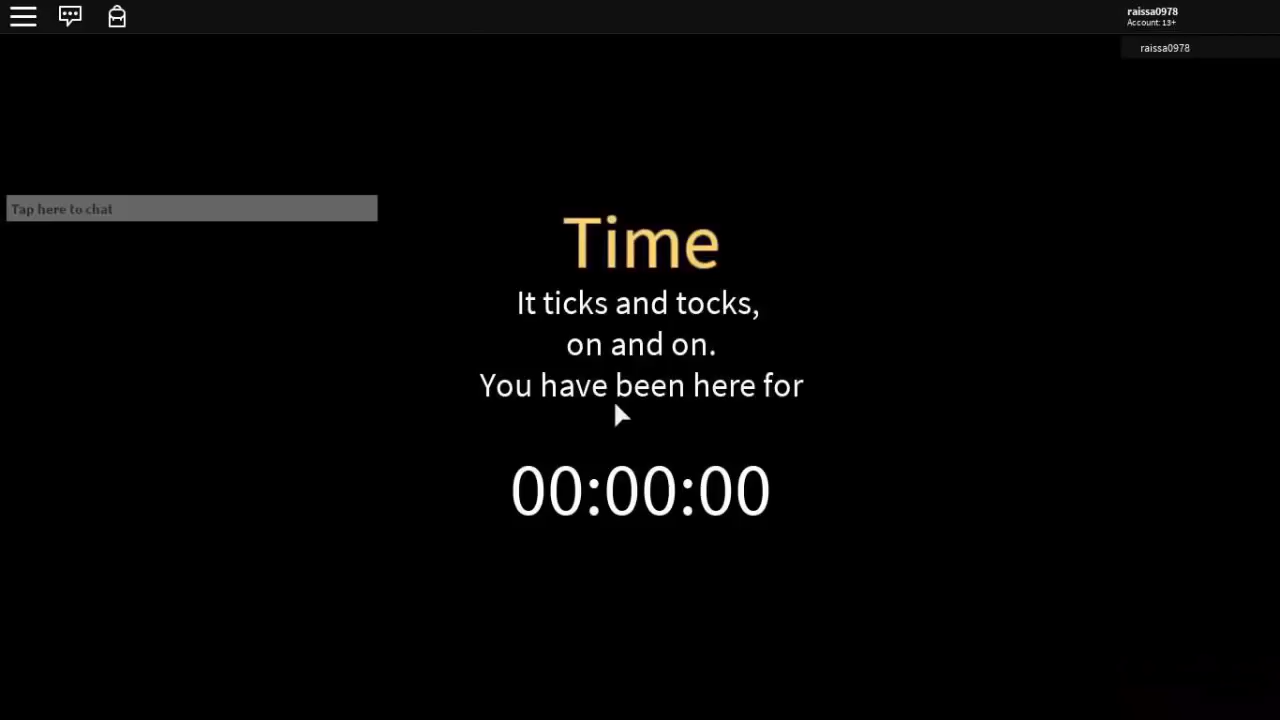 raissa0978
Account: 13+
raissa0978
Tap here to chat
Time
It ticks and tocks,
on and on.
You have been here for
00:00:00